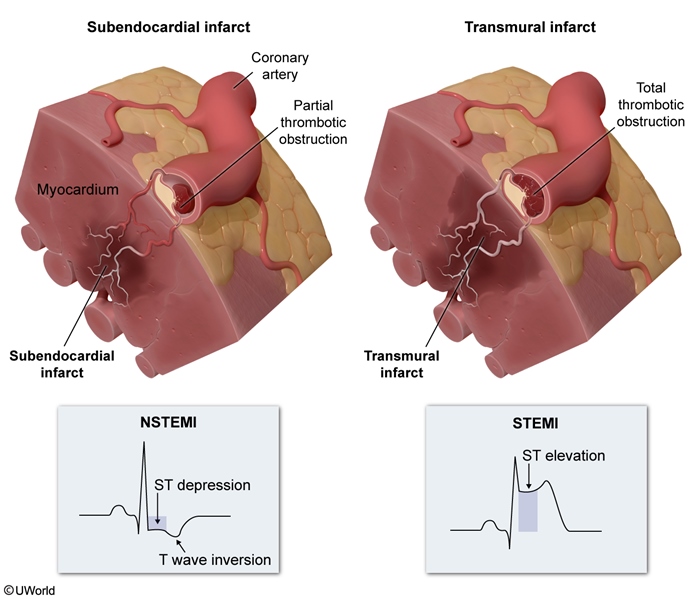 Subendocardial infarct
Coronary
artery
Partial
thrombotic
obstruction
Myocardium
Subendocardial
infarct
Transmural infarct
Total
thrombotic
obstruction
Transmural
infarct
NSTEMI
ST depression
T wave inversion
STEMI
ST elevation
©UWorld